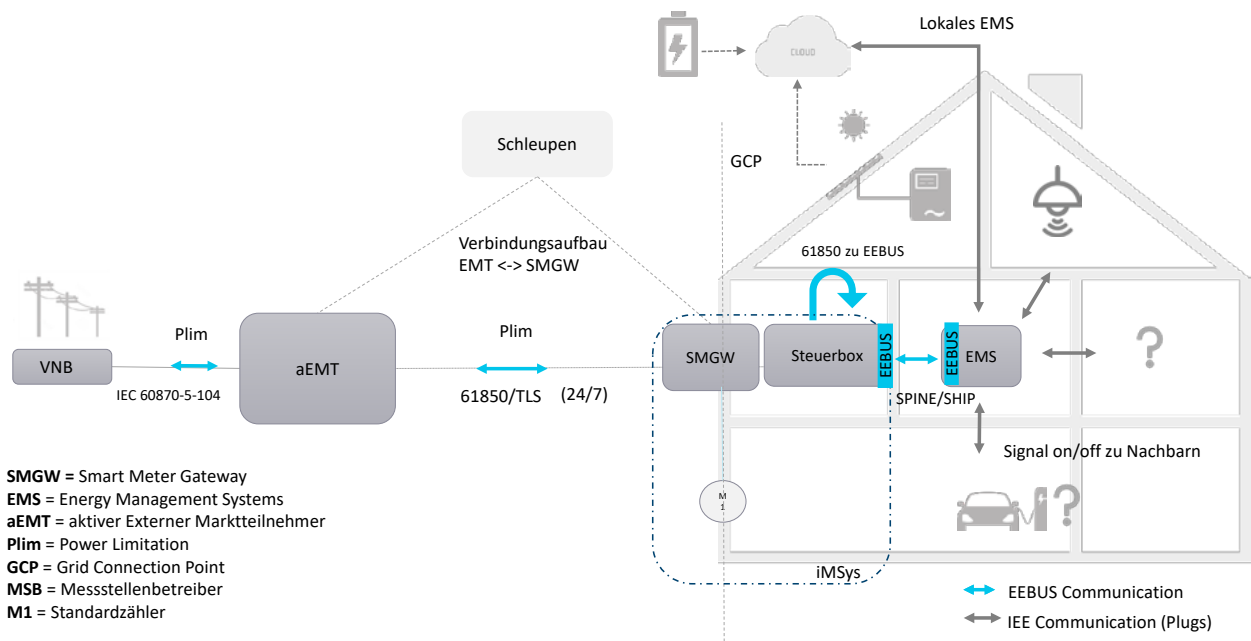 Lokales EMS
CLOUD
Schleupen
GCP
Verbindungsaufbau
EMT <-> SMGW
61850 zu EEBUS
Plim
Plim
VNB
aEMT
SMGW
Steuerbox
EEBUS
EEBUS
EMS
?
IEC 60870-5-104
61850/TLS
(24/7)
SPINE/SHIP
Signal on/off zu Nachbarn
SMGW = Smart Meter Gateway
EMS = Energy Management Systems
aEMT = aktiver Externer Marktteilnehmer
Plim = Power Limitation
GCP = Grid Connection Point
MSB = Messstellenbetreiber
M1 = Standardzähler
M
1
?
iMSys
EEBUS Communication
IEE Communication (Plugs)